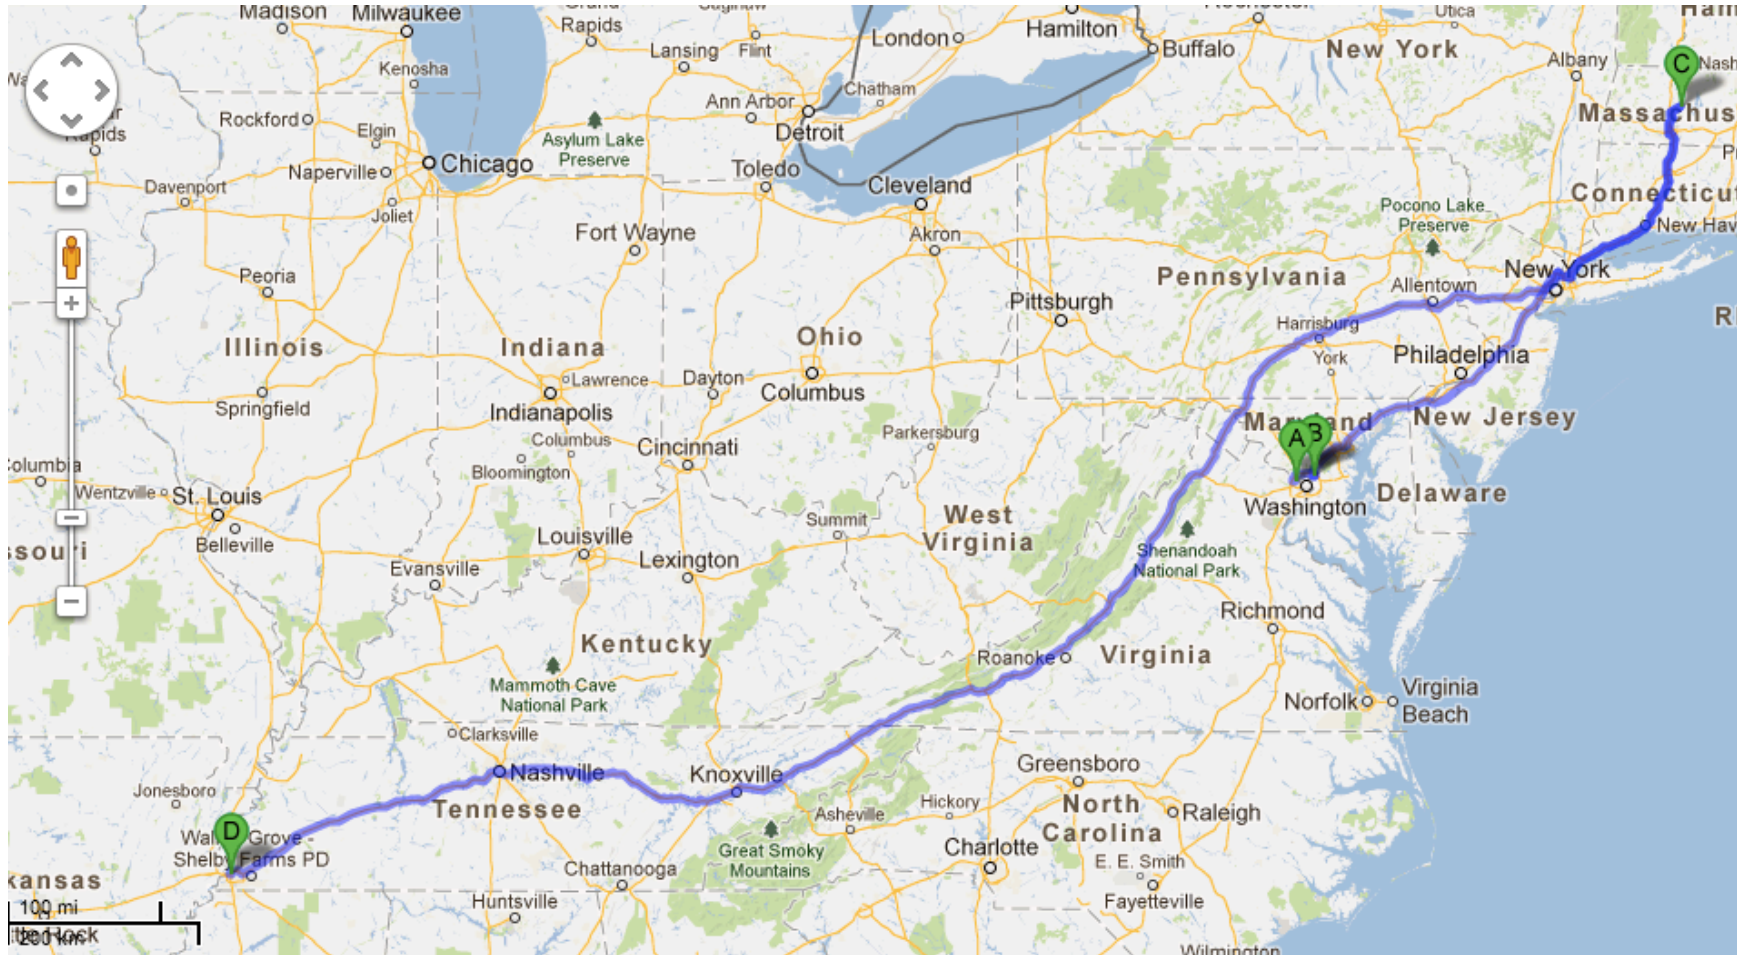 Madison
Milwaukee
Rapids
Lansing
Flint
London
Hamilton
Buffalo
New York
Utica
Albany
C
Kenosha
Rockford
Elgin
Chicago
Naperville
Joliet
Davenport
Asylum Lake
Preserve
Ann Arbor
Chatham
Detroit
Toledo
Cleveland
Akron
Fort Wayne
Peoria
Pocono Lake
Preserve
New York
Pennsylvania
Allentown
Pittsburgh
Harrisburg
York
Philadelphia
Illinois
Indiana
Ohio
Springfield
Lawrence
Indianapolis
Dayton
Columbus
Columbus
Bloomington
Cincinnati
Parkersburg
New Jersey
A
B
Washington
Delaware
Wentzville
St. Louis
Belleville
Evansville
Louisville
Lexington
Summit
West
Virginia
Shenandoah
National Park
Richmond
Kentucky
Roanoke
Virginia
Mammoth Cave
National Park
Norfolk
Virginia
Beach
Clarksville
Nashville
Knoxville
Tennessee
Jonesboro
D
Shelby Farms PD
Greensboro
North
Carolina
Raleigh
Hickory
Asheville
Great Smoky
Mountains
Charlotte
E. E. Smith
Fayetteville
Chattanooga
Huntsville
Wilmington
100 mi
200 km